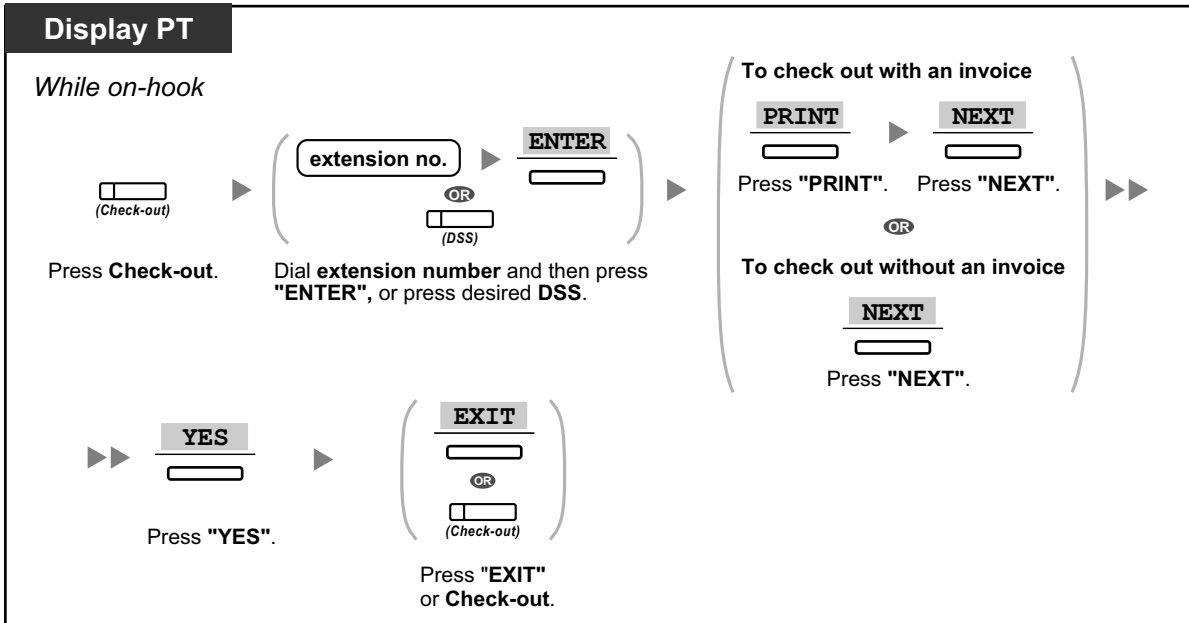 Display PT
While on-hook
(Check-out)
Press Check-out.
extension no.
ENTER
OR
(DSS)
Dial extension number and then press
"ENTER", or press desired DSS.
To check out with an invoice
PRINT
NEXT
Press "PRINT".
Press "NEXT".
OR
To check out without an invoice
NEXT
Press "NEXT".
YES
Press "YES".
EXIT
OR
(Check-out)
Press "EXIT"
or Check-out.